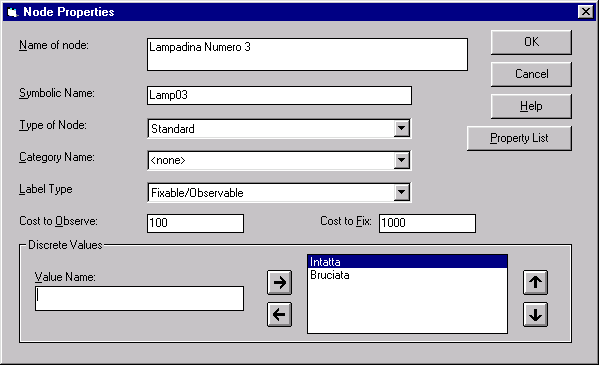 Node Properties
Name of node:
Lampadina Numero 3
OK
Cancel
Symbolic Name:
Lamp03
Help
Type of Node:
Standard
Property List
Category Name:
<none>
Label Type
Fixable/Observable
Cost to Observe:
100
Cost to Fix:
1000
Discrete Values
Value Name:
Intatta
Bruciata